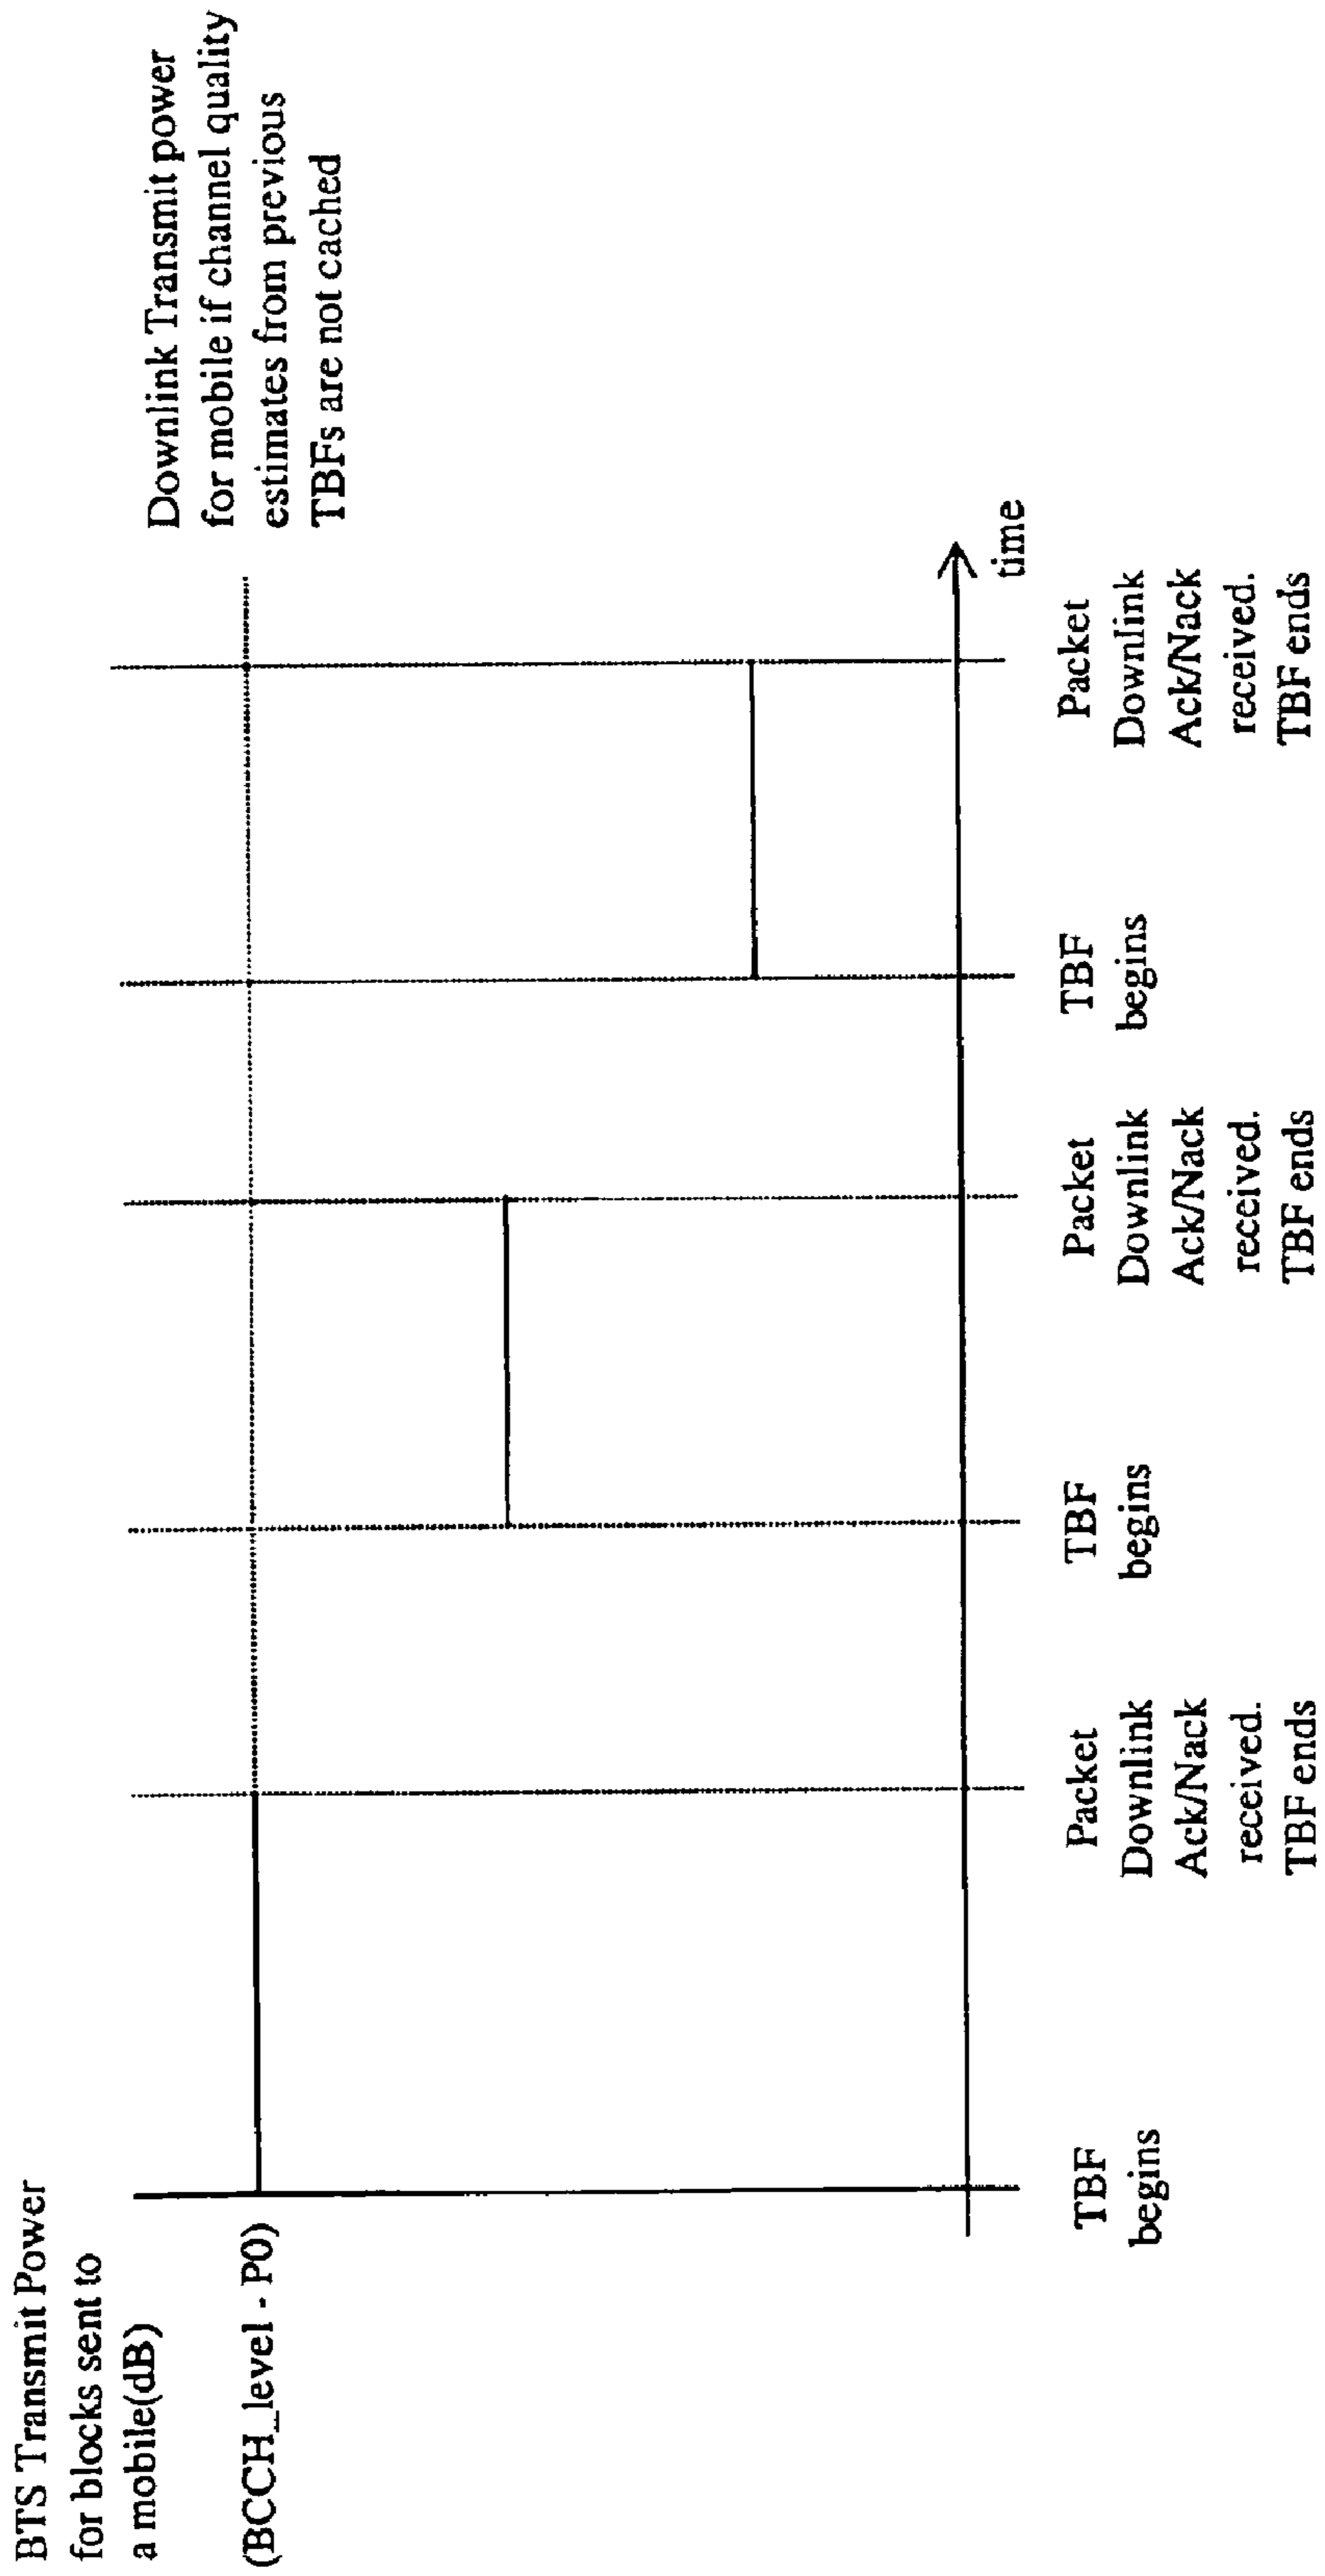 BTS Transmit Power
for blocks sent to
a mobile(dB)
(BCCH_level - P0)
Downlink Transmit power
for mobile if channel quality
estimates from previous
TBFs are not cached
time
TBF
begins
Packet
Downlink
Ack/Nack
received.
TBF ends
TBF
begins
Packet
Downlink
Ack/Nack
received.
TBF ends
TBF
begins
Packet
Downlink
Ack/Nack
received.
TBF ends